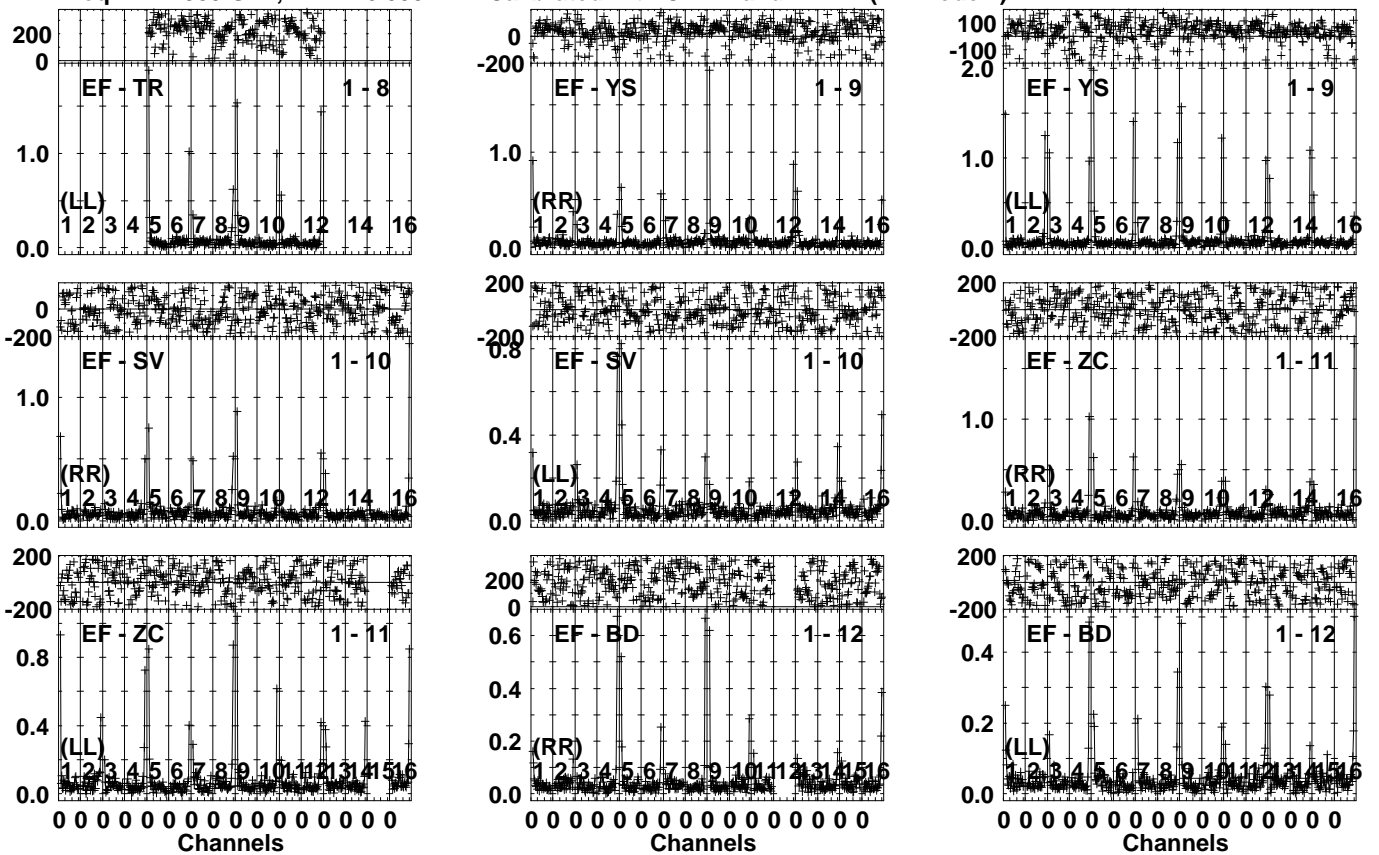 200 0 100
0 -200 -100
EF - TR 1 - 8 EF - YS 1 - 9 2.0 EF - YS 1 - 9
1.0 1.0 1.0
(LL) (RR) (LL)
1 2 3 4 5 6 7 8 9 10 12 14 16 1 2 3 4 5 6 7 8 9 10 12 14 16 1 2 3 4 5 6 7 8 9 10 12 14 16
0.0 0.0 0.0
0 200 200
-200 -200 -200
EF - SV 1 - 10 0.8 EF - SV 1 - 10 EF - ZC 1 - 11
1.0 0.4 1.0
(RR) (LL) (RR)
1 2 3 4 5 6 7 8 9 10 12 14 16 1 2 3 4 5 6 7 8 9 10 12 14 16 1 2 3 4 5 6 7 8 9 10 12 14 16
0.0 0.0 0.0
200 200 200
-200 0 -200
EF - ZC 1 - 11 EF - BD 1 - 12 EF - BD 1 - 12
0.8 0.6 0.4
0.4 0.4
0.2 0.2
(LL) (RR) (LL)
1 2 3 4 5 6 7 8 9 10 11 12 13 14 15 16 1 2 3 4 5 6 7 8 9 10 11 12 13 14 15 16 1 2 3 4 5 6 7 8 9 10 11 12 13 14 15 16
0.0 0.0 0.0
0 0 0 0 0 0 0 0 0 0 0 0 0 0 0 0 0 0 0 0 0 0 0 0 0 0 0 0 0 0 0 0 0 0 0 0 0 0 0 0 0 0 0 0 0 0 0 0
Channels Channels Channels